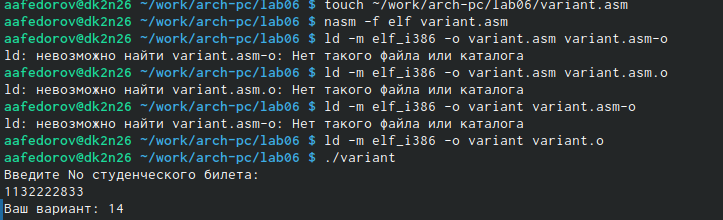 aafedorov@dk2n26 ~/work/arch-pc/lab06 $ touch ~/work/arch-pc/lab06/variant.asm
aafedorov@dk2n26 ~/work/arch-pc/lab06 $ nasm -f elf variant.asm
aafedorov@dk2n26 ~/work/arch-pc/lab06 $ ld -m elf_i386 -o variant.asm variant.asm-o
ld: невозможно найти variant.asm-o: Нет такого файла или каталога
aafedorov@dk2n26 ~/work/arch-pc/lab06 $ ld -m elf_i386 -o variant.asm variant.asm.o
ld: невозможно найти variant.asm.o: Нет такого файла или каталога
aafedorov@dk2n26 ~/work/arch-pc/lab06 $ ld -m elf_i386 -o variant variant.asm-o
ld: невозможно найти variant.asm-o: Нет такого файла или каталога
aafedorov@dk2n26 ~/work/arch-pc/lab06 $ ld -m elf_i386 -o variant variant.o
aafedorov@dk2n26 ~/work/arch-pc/lab06 $ ./variant
Введите No студенческого билета:
1132222833
Ваш вариант: 14